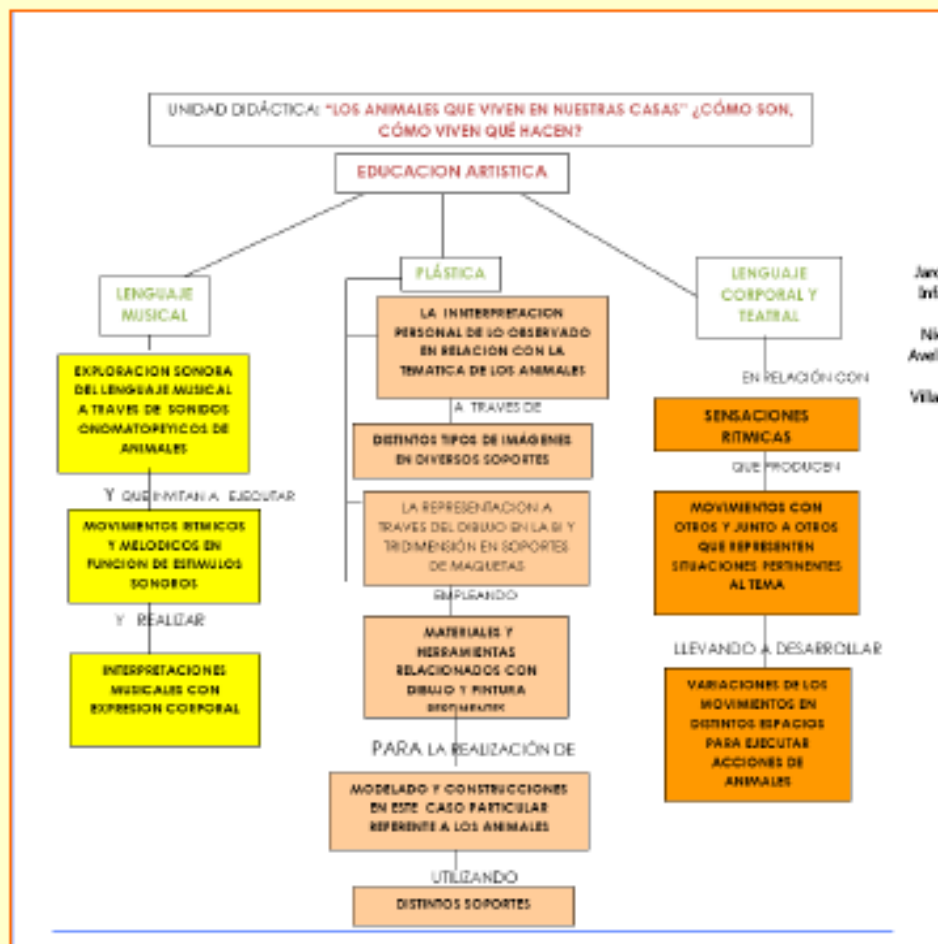 UNIDAD DIDÁCTICA: "LOS ANIMALES QUE VIVEN EN NUESTRAS CASAS" ¿CÓMO SON,
CÓMO VIVEN QUÉ HACEN?
EDUCACION ARTISTICA
LENGUAJE
MUSICAL
EXPLORACION SONORA
DEL LENGUAJE MUSICAL
A TRAVES DE SONIDOS
ONOMATOPEYICOS DE
ANIMALES
Y QUE INVITAN A EJECUTAR
MOVIMIENTOS RITMICOS
Y MELODICOS EN
FUNCION DE ESTIMULOS
SONOROS
Y REALIZAR
INTERPRETACIONES
MUSICALES CON
EXPRESION CORPORAL
PLÁSTICA
LA INNTERPRETACION
PERSONAL DE LO OBSERVADO
EN RELACION CON LA
TEMATICA DE LOS ANIMALES
A TRAVES DE
DISTINTOS TIPOS DE IMÁGENES
EN DIVERSOS SOPORTES
LA REPRESENTACION A
TRAVES DEL DIBUJO EN LA BI Y
TRIDIMENSIÓN EN SOPORTES
DE MAQUETAS
EMPLEANDO
MATERIALES Y
HERRAMIENTAS
RELACIONADOS CON
DIBUJO Y PINTURA
PERTINENTES
PARA LA REALIZACIÓN DE
MODELADO Y CONSTRUCCIONES
EN ESTE CASO PARTICULAR
REFERENTE A LOS ANIMALES
UTILIZANDO
DISTINTOS SOPORTES
LENGUAJE
CORPORAL Y
TEATRAL
EN RELACIÓN CON
SENSACIONES
RITMICAS
QUE PRODUCEN
MOVIMIENTOS CON
OTROS Y JUNTO A OTROS
QUE REPRESENTEN
SITUACIONES PERTINENTES
AL TEMA
LLEVANDO A DESARROLLAR
VARIACIONES DE LOS
MOVIMIENTOS EN
DISTINTOS ESPACIOS
PARA EJECUTAR
ACCIONES DE
ANIMALES
Villa